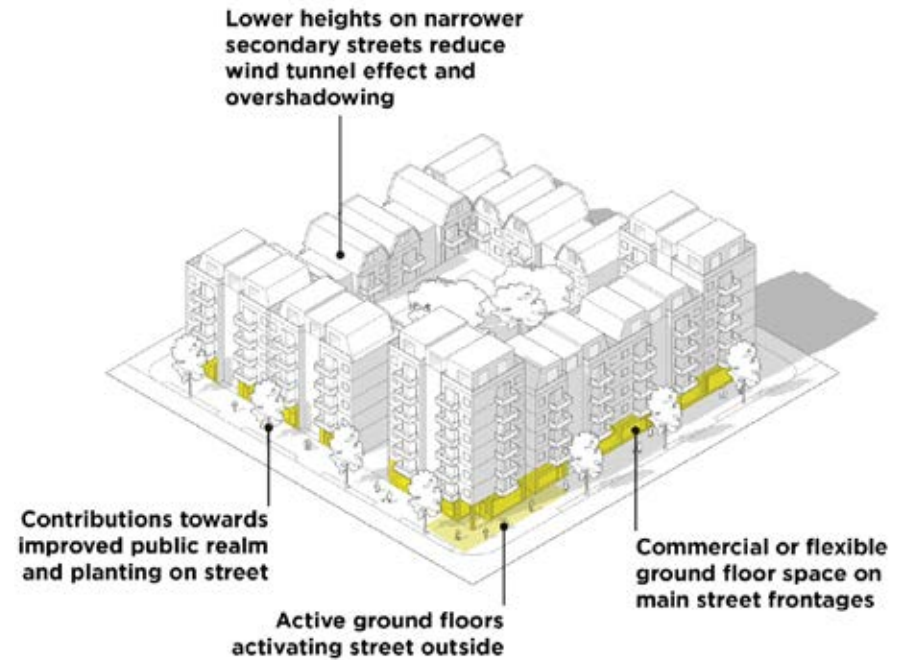 Lower heights on narrower
secondary streets reduce
wind tunnel effect and
overshadowing
Contributions towards
improved public realm
and planting on street
Active ground floors
activating street outside
Commercial or flexible
ground floor space on
main street frontages